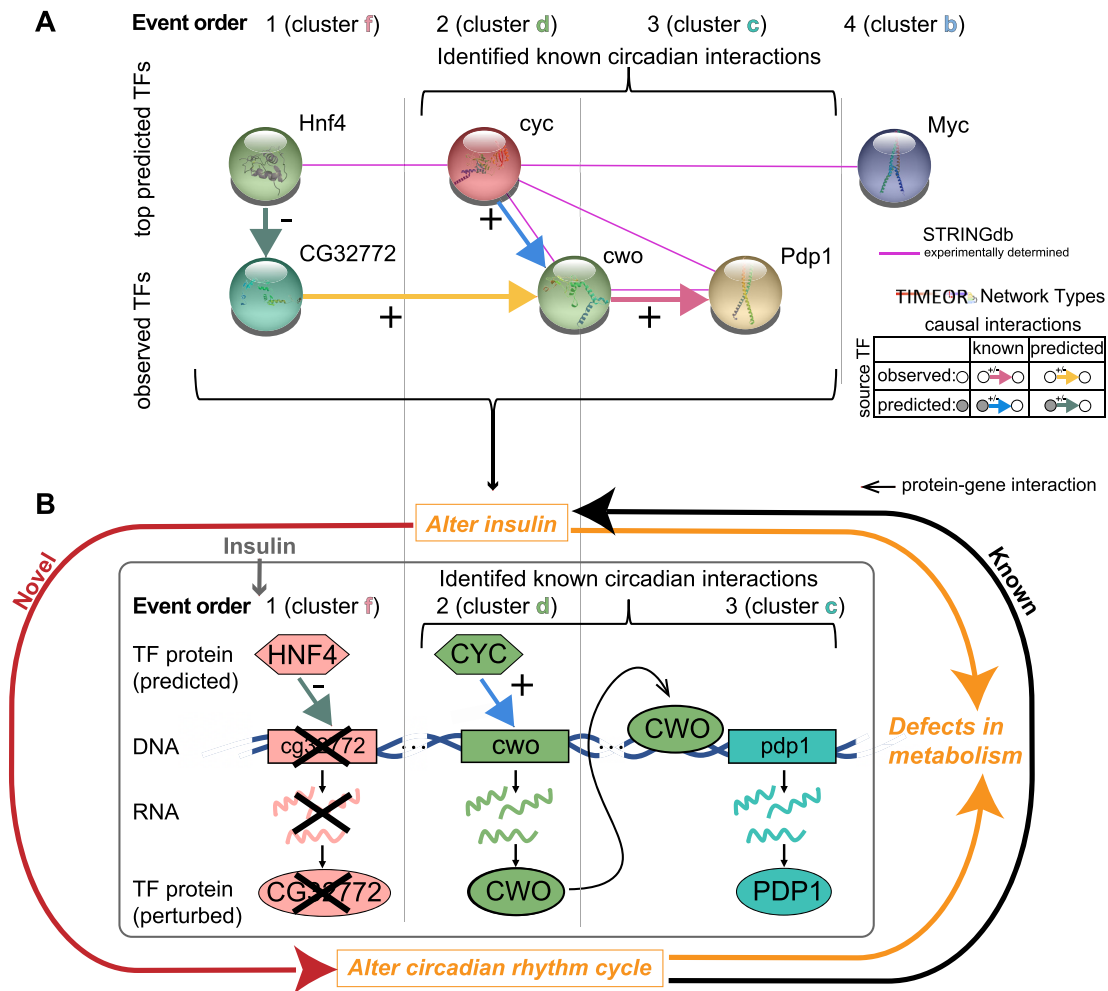 A
Event order 1 (cluster f) 2 (cluster d) 3 (cluster c) 4 (cluster b)
Identified known circadian interactions
top predicted TFs
Hnf4
cyc
Myc
-
+
observed TFs
CG32772
cwo
Pdp1
+
+
STRINGdb
experimentally determined
TIMEOR Network Types
causal interactions
source TF
known predicted
observed: +/- +/-
predicted: +/- +/-
protein-gene interaction
B
Alter insulin
Novel
Known
Insulin
Identifed known circadian interactions
Event order 1 (cluster f) 2 (cluster d) 3 (cluster c)
TF protein
(predicted)
HNF4
CYC
-
+
DNA
cg32772
...
cwo
...
CWO
pdp1
Defects in
metabolism
RNA
TF protein
(perturbed)
CG32772
CWO
PDP1
Alter circadian rhythm cycle